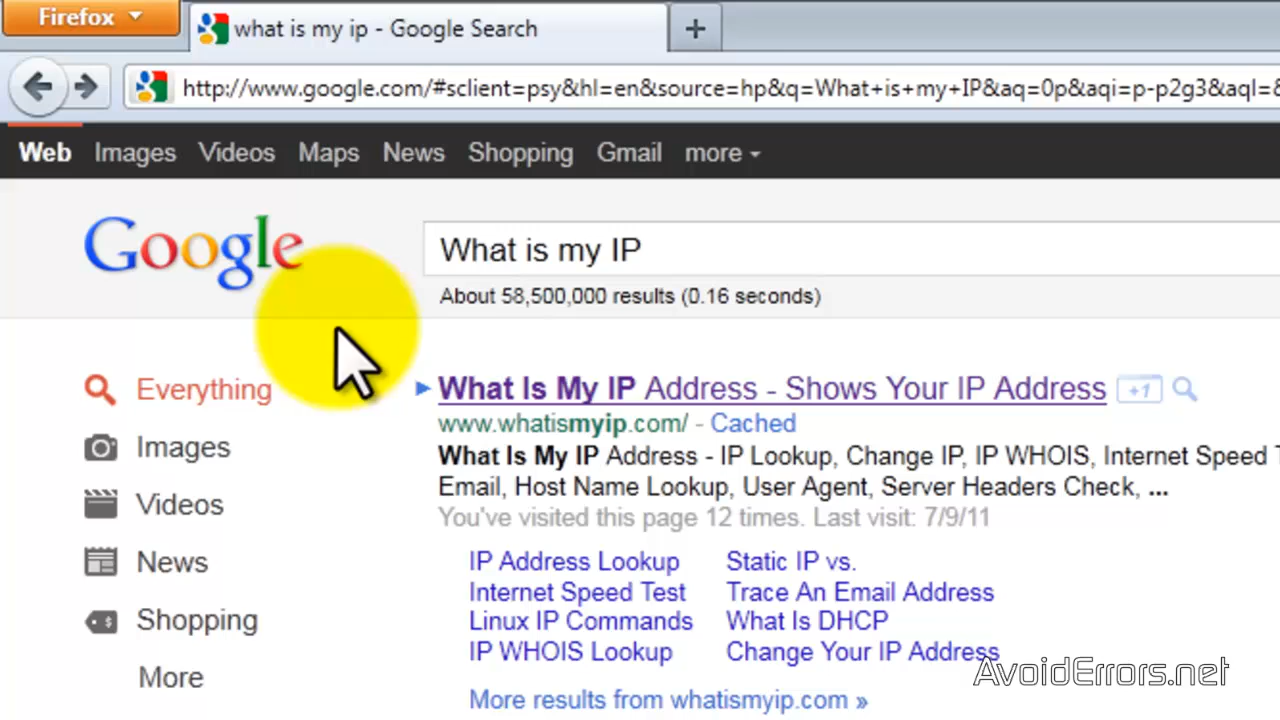 Firefox
what is my ip - Google Search
http://www.google.com/#sclient=psy&hl=en&source=hp&q=What+is+my+IP&aq=0p&aqi=p-p2g3&aql=&
Web Images Videos Maps News Shopping Gmail more
Google
What is my IP
About 58,500,000 results (0.16 seconds)
Everything
Images
Videos
News
Shopping
More
What Is My IP Address - Shows Your IP Address +1
www.whatismyip.com/ - Cached
What Is My IP Address - IP Lookup, Change IP, IP WHOIS, Internet Speed T
Email, Host Name Lookup, User Agent, Server Headers Check, ...
You've visited this page 12 times. Last visit: 7/9/11
IP Address Lookup Static IP vs.
Internet Speed Test Trace An Email Address
Linux IP Commands What Is DHCP
IP WHOIS Lookup Change Your IP Address
More results from whatismyip.com »
AvoidErrors.net